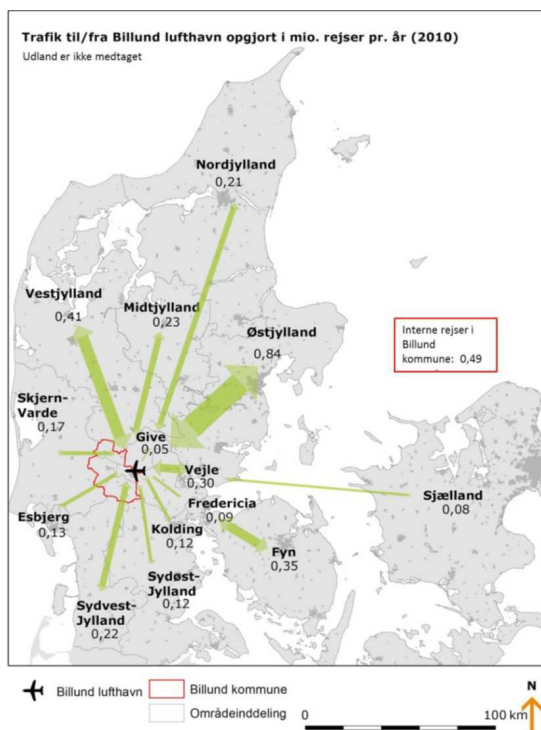 Trafik til/fra Billund lufthavn opgjort i mio. rejser pr. år (2010)
Udland er ikke medtaget
Nordjylland
0,21
Vestjylland
0,41
Midtjylland
0,23
Østjylland
0,84
Interne rejser i
Billund
kommune: 0,49
Skjern-
Varde
0,17
Give
0,05
Vejle
0,30
Sjælland
0,08
Esbjerg
0,13
Fredericia
0,09
Kolding
0,12
Fyn
0,35
Sydøst-
Jylland
0,12
Sydvest-
Jylland
0,22
Billund lufthavn
Billund kommune
Områdeinddeling
N
0
100 km